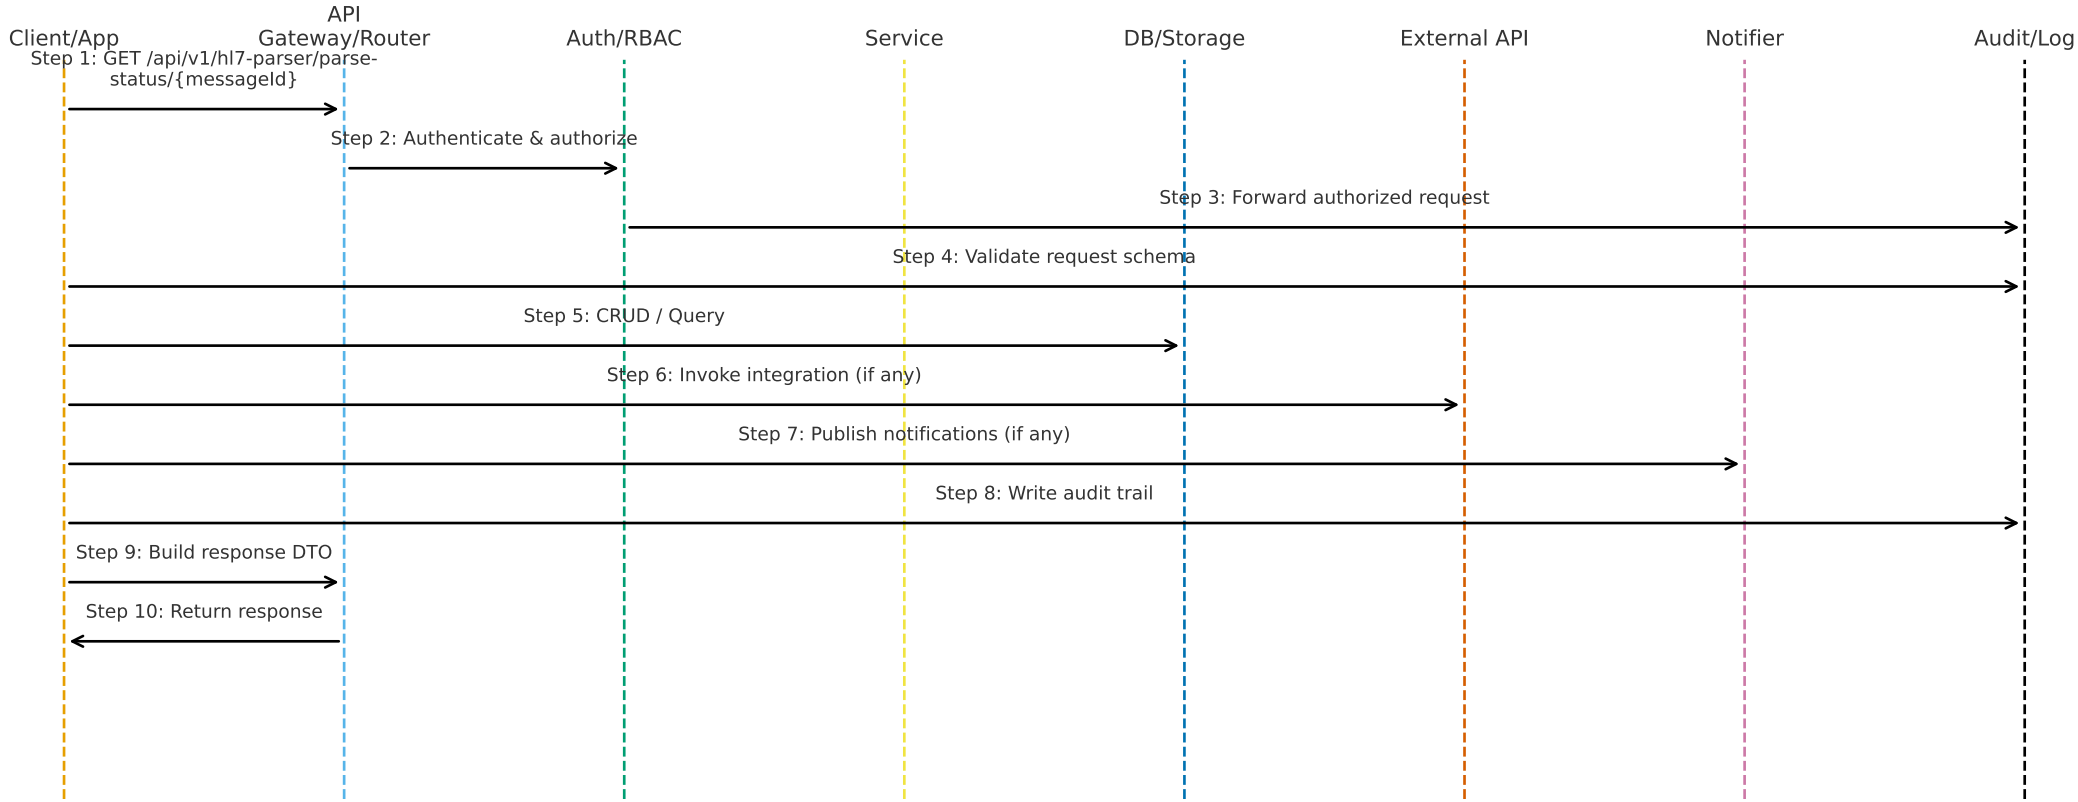 API
Client/App
Gateway/Router
Auth/RBAC
Service
DB/Storage
External API
Notifier
Audit/Log
Step 1: GET /api/v1/hl7-parser/parse-
status/{messageId}
Step 2: Authenticate & authorize
Step 3: Forward authorized request
Step 4: Validate request schema
Step 5: CRUD / Query
Step 6: Invoke integration (if any)
Step 7: Publish notifications (if any)
Step 8: Write audit trail
Step 9: Build response DTO
Step 10: Return response